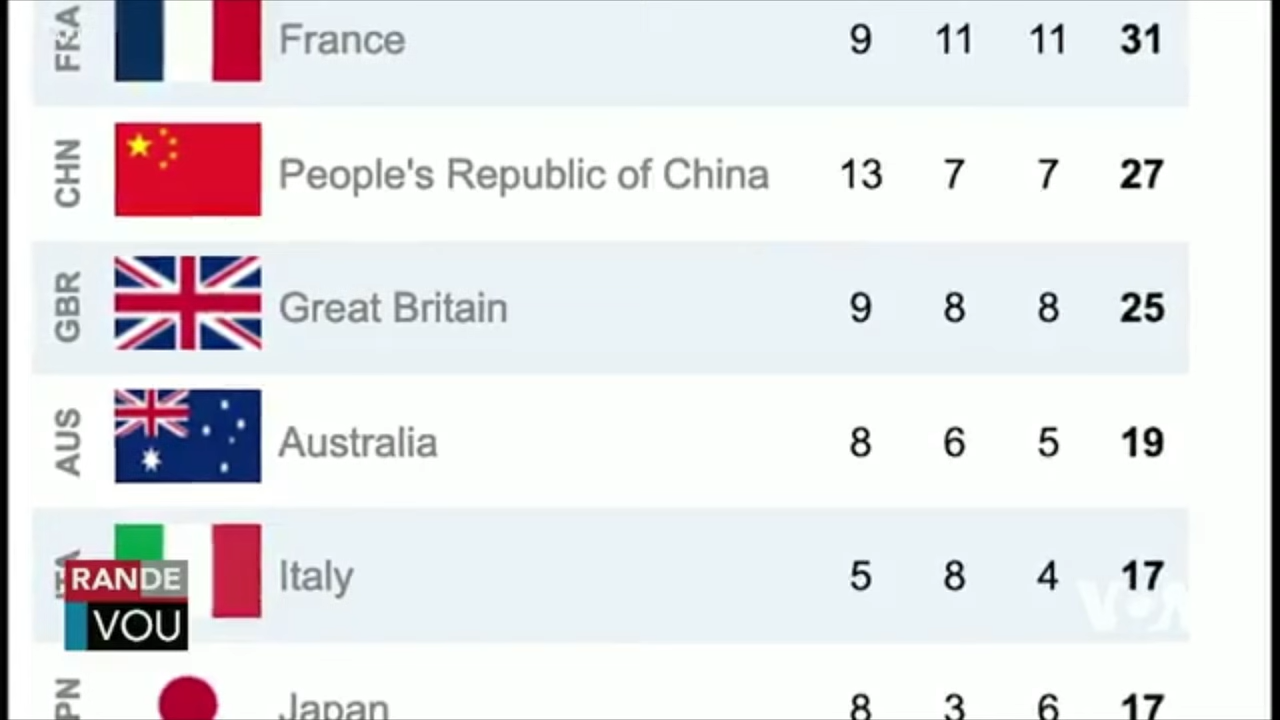 FRA France 9 11 11 31
CHN People's Republic of China 13 7 7 27
GBR Great Britain 9 8 8 25
AUS Australia 8 6 5 19
Italy 5 8 4 17
RANDE
VOU
VOA
Japan 8 3 6 17